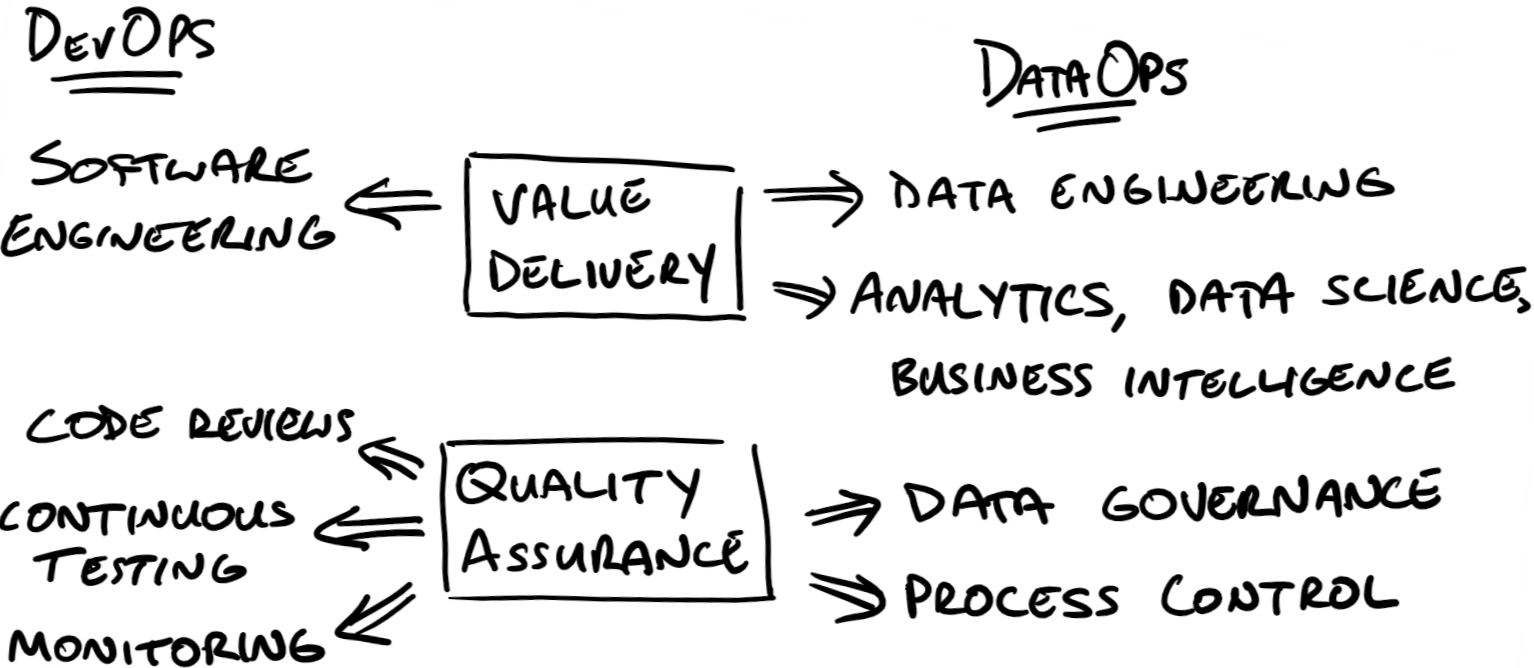 DEVOPS
DATAOPS
SOFTWARE
ENGINEERING
VALUE
DELIVERY
DATA ENGINEERING
ANALYTICS, DATA SCIENCE,
BUSINESS INTELLIGENCE
CODE REVIEWS
CONTINUOUS
TESTING
MONITORING
QUALITY
ASSURANCE
DATA GOVERNANCE
PROCESS CONTROL